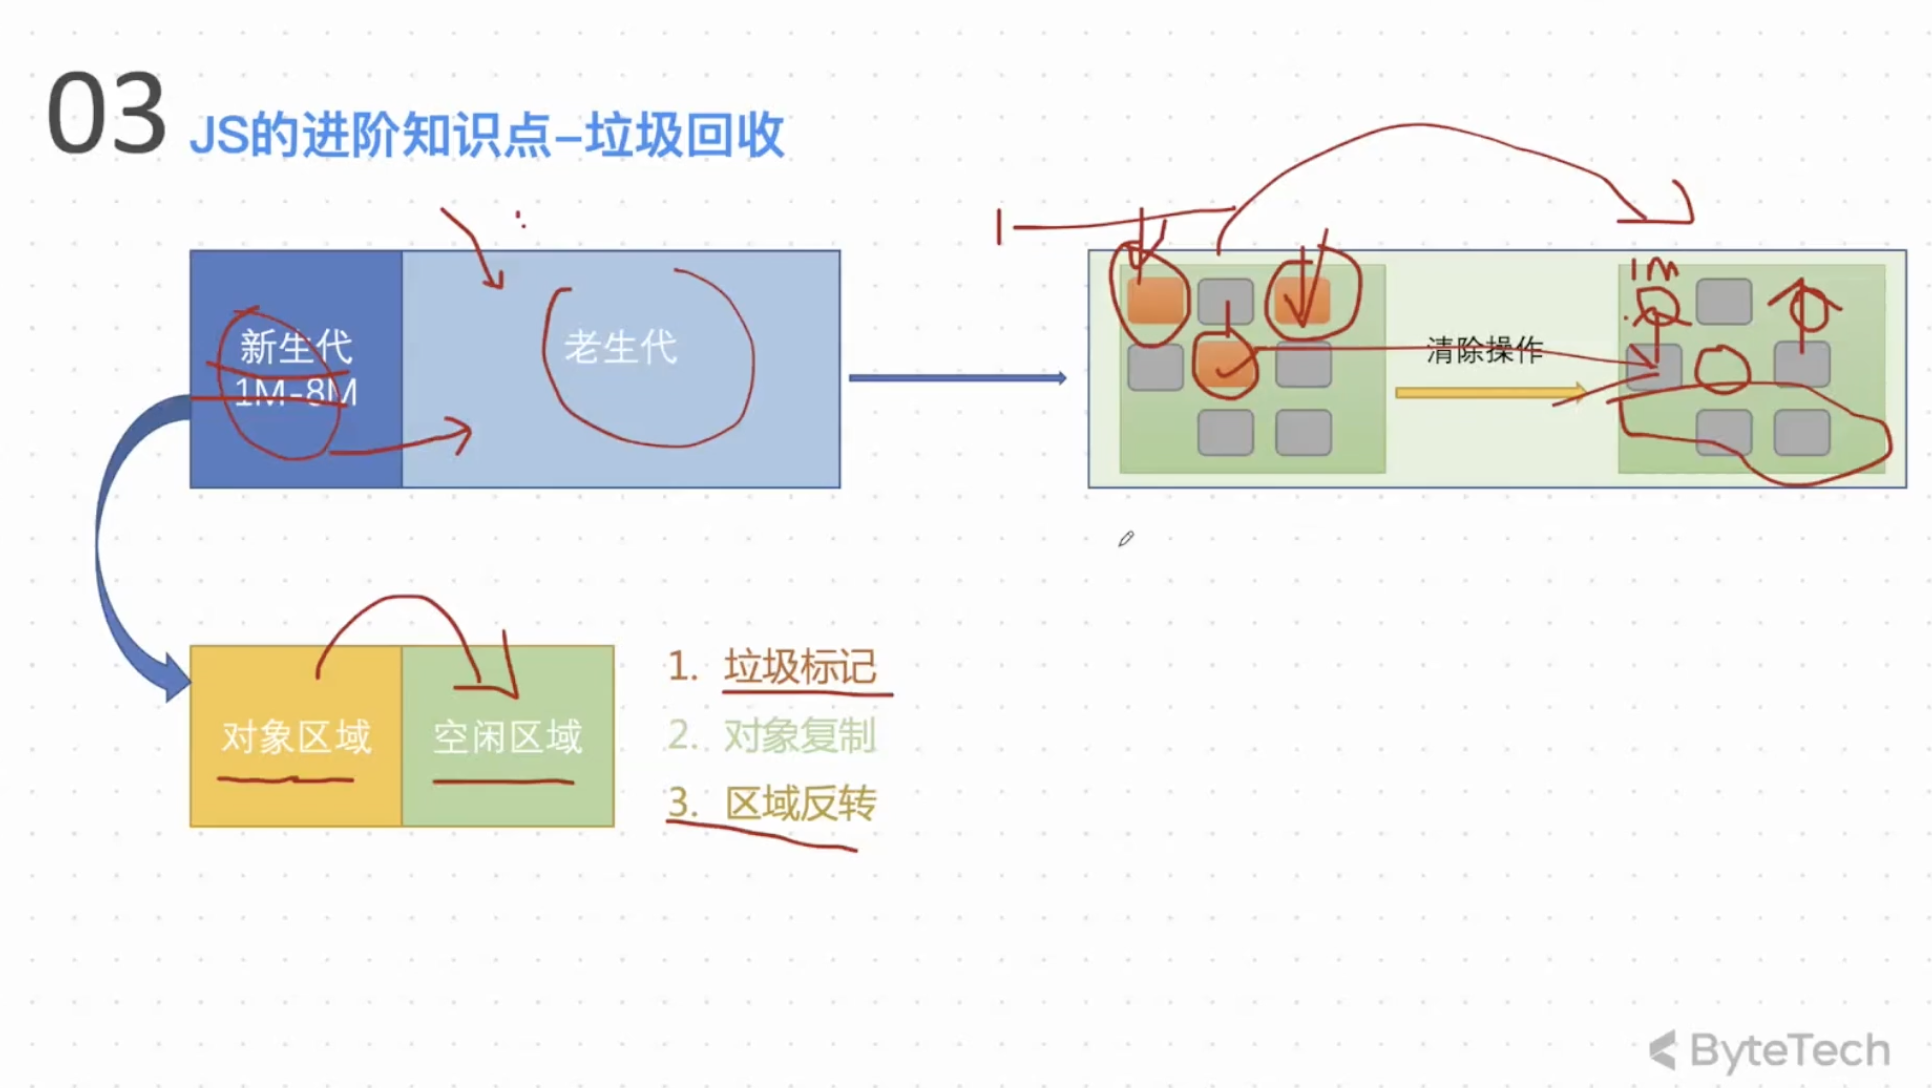 03 JS的进阶知识点-垃圾回收
新生代
1M-8M
老生代
1M
清除操作
对象区域
空闲区域
1. 垃圾标记
2. 对象复制
3. 区域反转
ByteTech